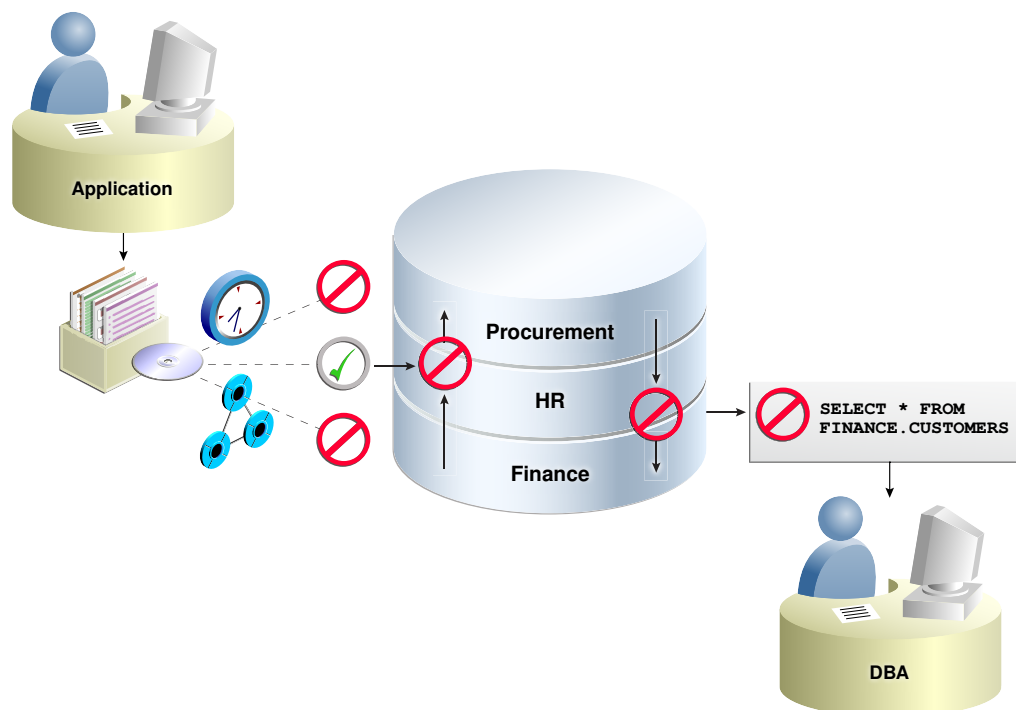 Application
Procurement
HR
Finance
SELECT * FROM
FINANCE.CUSTOMERS
DBA